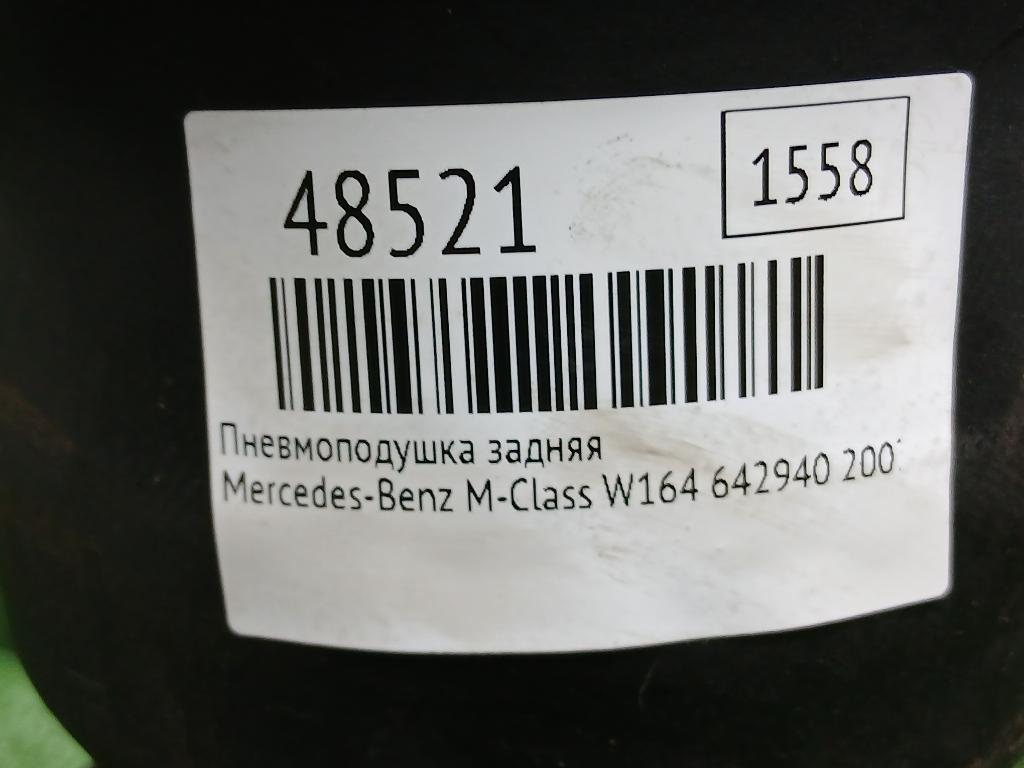 48521
1558
Пневмоподушка задняя
Mercedes-Benz M-Class W164 642940